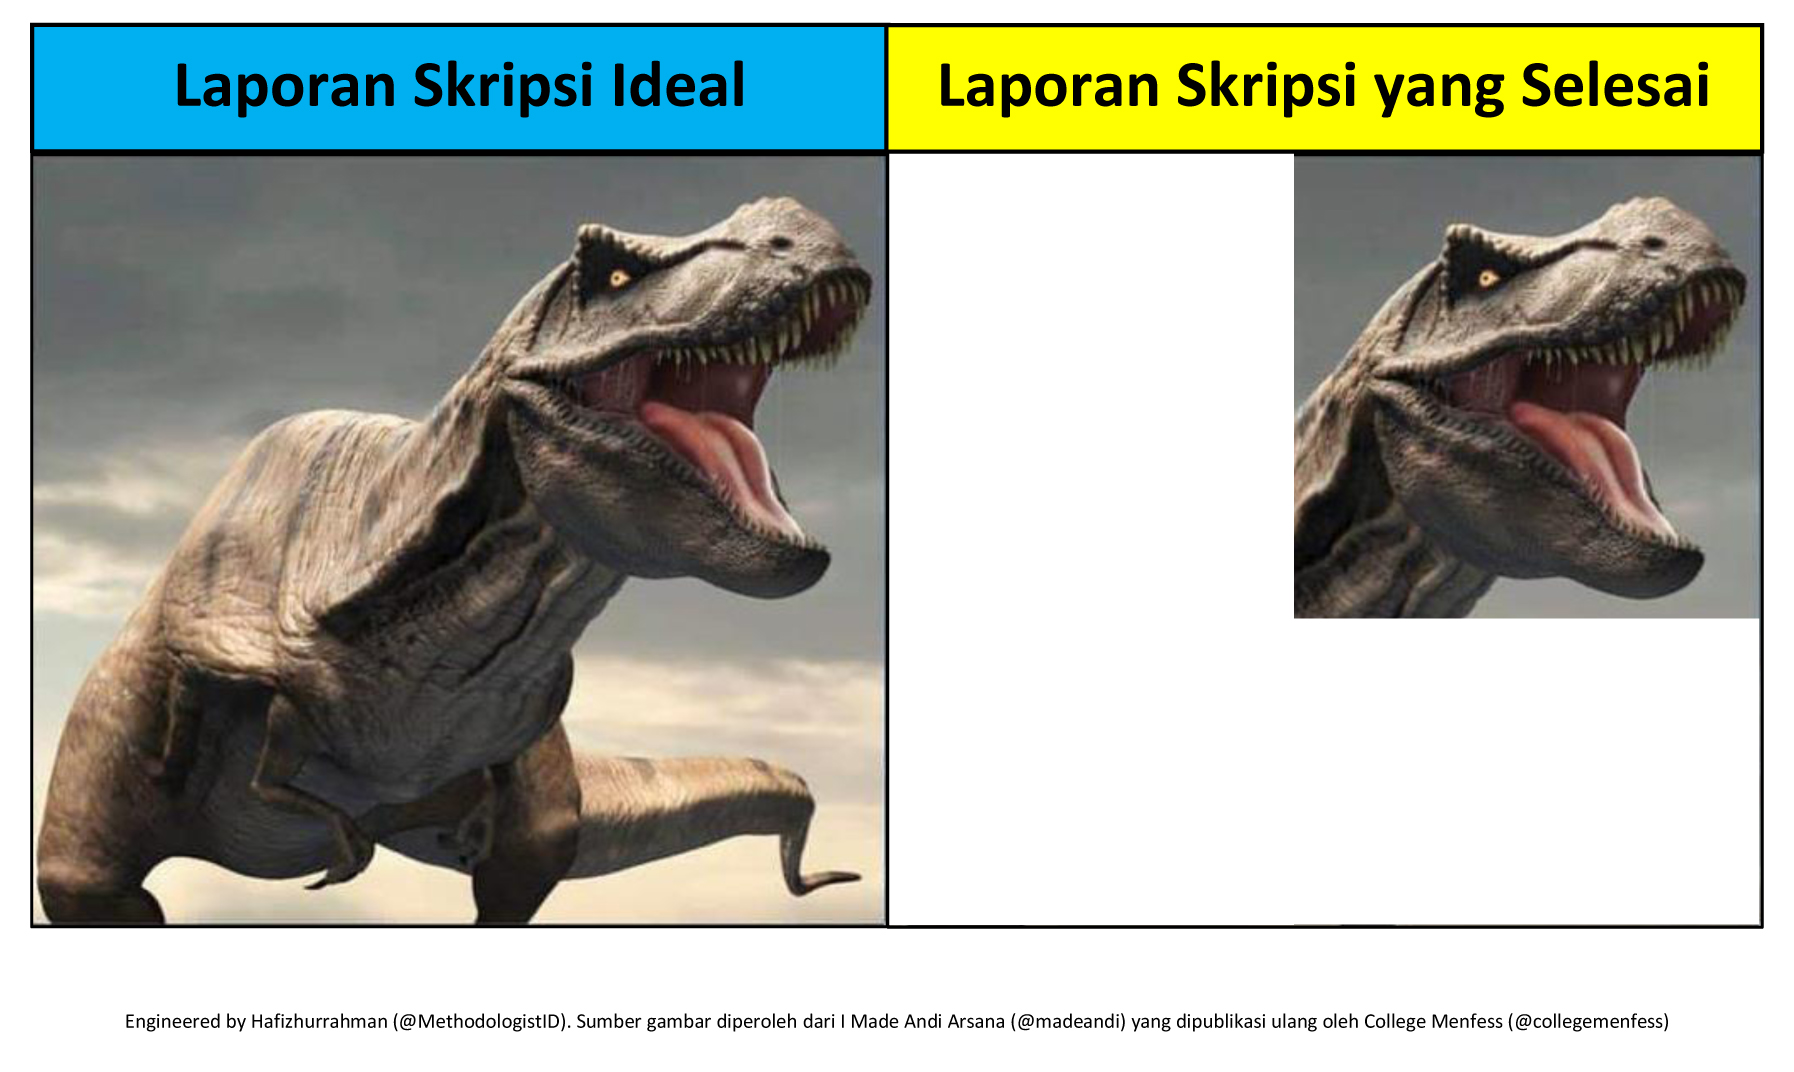 Laporan Skripsi Ideal
Laporan Skripsi yang Selesai
Engineered by Hafizhurrahman (@MethodologistID). Sumber gambar diperoleh dari I Made Andi Arsana (@madeandi) yang dipublikasi ulang oleh College Menfess (@collegemenfess)